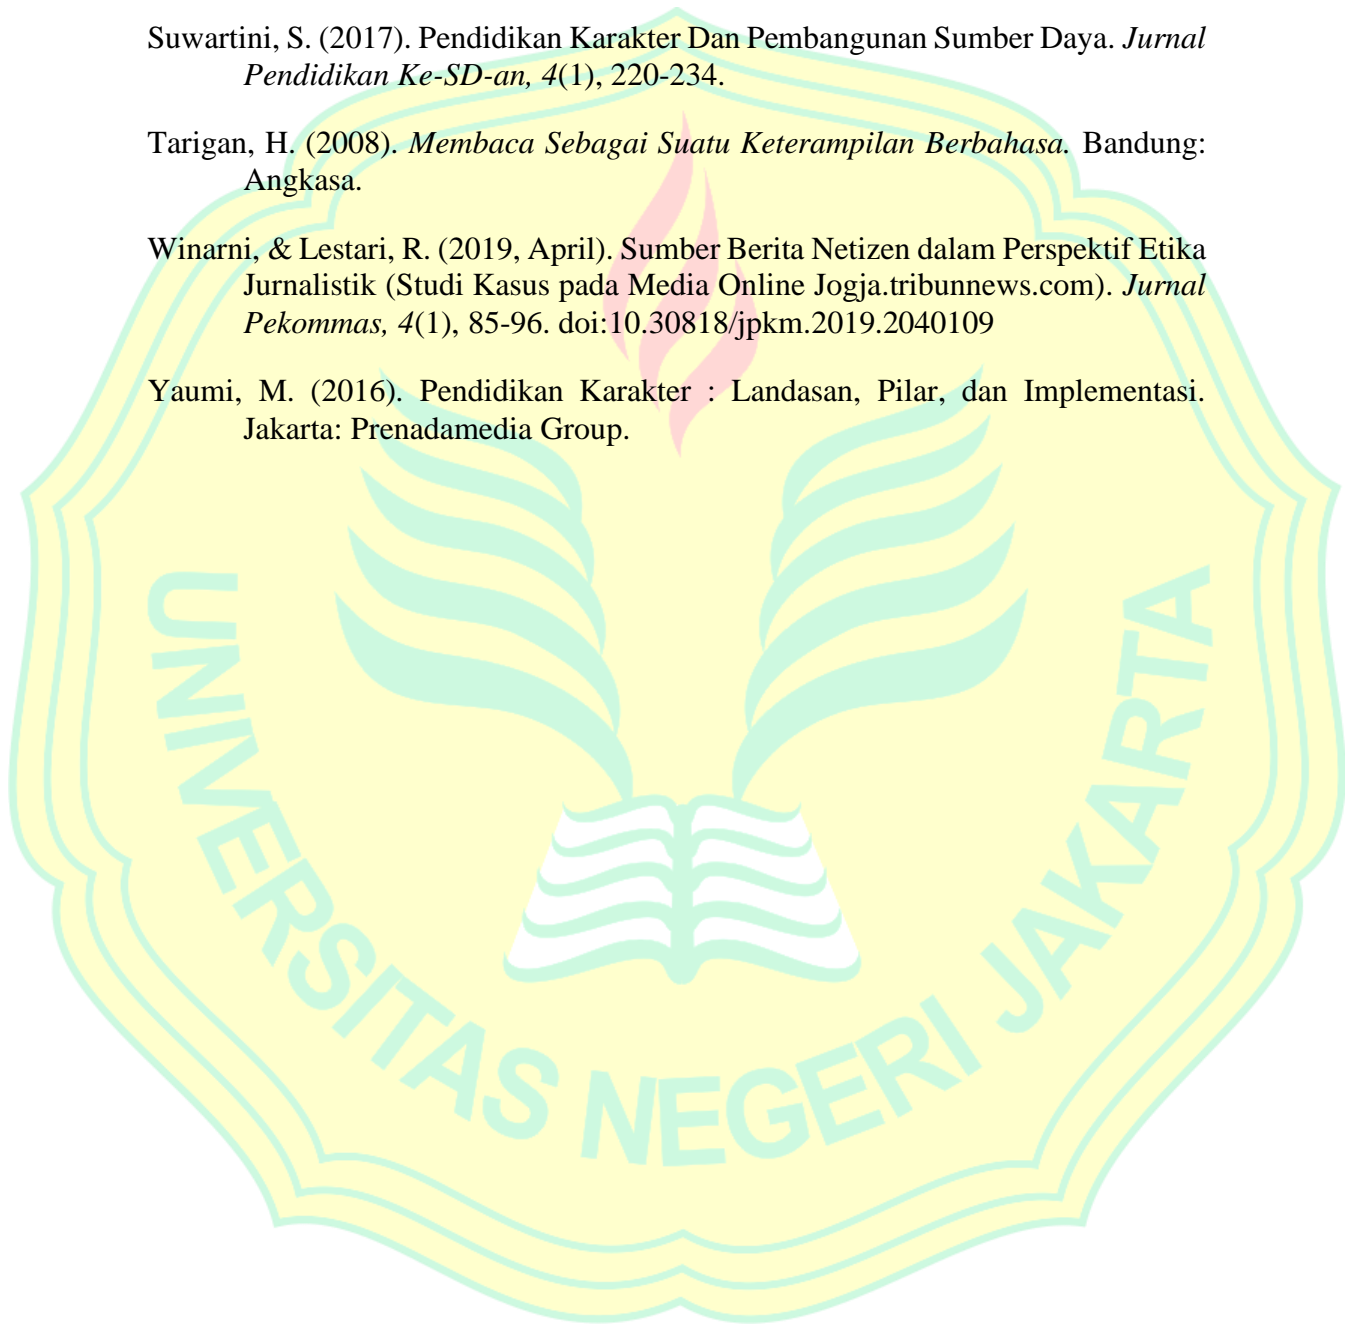 Suwartini, S. (2017). Pendidikan Karakter Dan Pembangunan Sumber Daya. Jurnal
Pendidikan Ke-SD-an, 4(1), 220-234.
Tarigan, H. (2008). Membaca Sebagai Suatu Keterampilan Berbahasa. Bandung:
Angkasa.
Winarni, & Lestari, R. (2019, April). Sumber Berita Netizen dalam Perspektif Etika
Jurnalistik (Studi Kasus pada Media Online Jogja.tribunnews.com). Jurnal
Pekommas, 4(1), 85-96. doi:10.30818/jpkm.2019.2040109
Yaumi, M. (2016). Pendidikan Karakter : Landasan, Pilar, dan Implementasi.
Jakarta: Prenadamedia Group.
UNIVERSITAS NEGERI JAKARTA